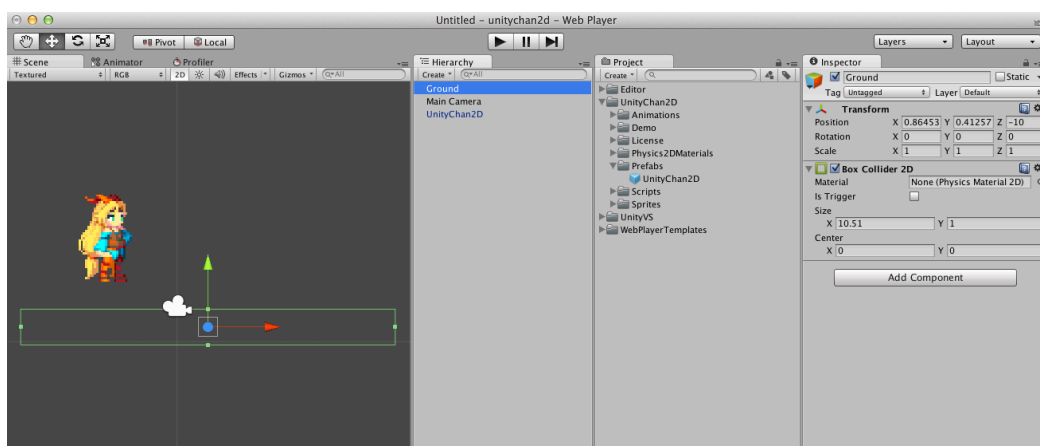 Untitled – unitychan2d – Web Player
Pivot Local Layers Layout
Scene Animator Profiler
Textured RGB 2D Effects Gizmos Q▾All
Hierarchy
Create Q▾All
Ground
Main Camera
UnityChan2D
Project
Create
Editor
UnityChan2D
Animations
Demo
License
Physics2DMaterials
Prefabs
UnityChan2D
Scripts
Sprites
UnityVS
WebPlayerTemplates
Inspector
Ground Static
Tag Untagged Layer Default
Transform
Position X 0.86453 Y 0.41257 Z -10
Rotation X 0 Y 0 Z 0
Scale X 1 Y 1 Z 1
Box Collider 2D
Material None (Physics Material 2D)
Is Trigger
Size
X 10.51 Y 1
Center
X 0 Y 0
Add Component